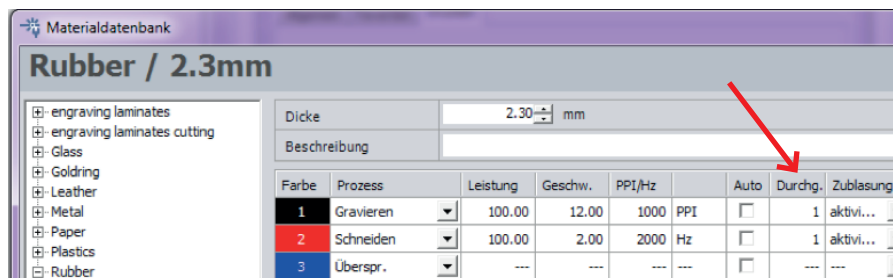 Materialdatenbank
Rubber / 2.3mm
engraving laminates
engraving laminates cutting
Glass
Goldring
Leather
Metal
Paper
Plastics
Rubber
Dicke 2.30 mm
Beschreibung
Farbe Prozess Leistung Geschw. PPI/Hz Auto Durchg. Zublasung
1 Gravieren 100.00 12.00 1000 PPI 1 aktivi...
2 Schneiden 100.00 2.00 2000 Hz 1 aktivi...
3 Überspr. --- --- --- --- --- ---